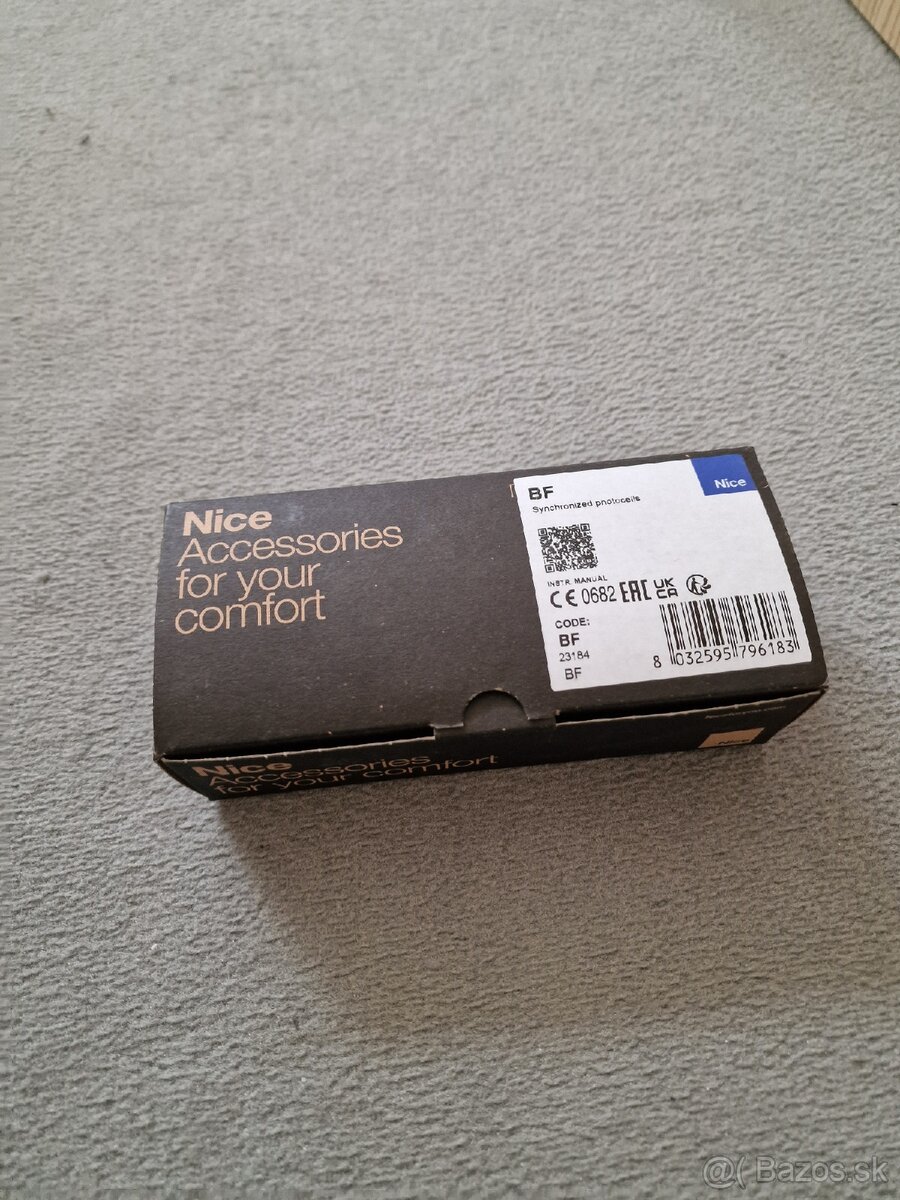 Nice
Accessories
for your
comfort
BF
Synchronized photocells
Nice
INSTR. MANUAL
CE 0682 EAC UK CA
CODE:
BF
23184
BF
8 032595 796183
Nice
Accessories
for your comfort
Nice
@( Bazos.sk